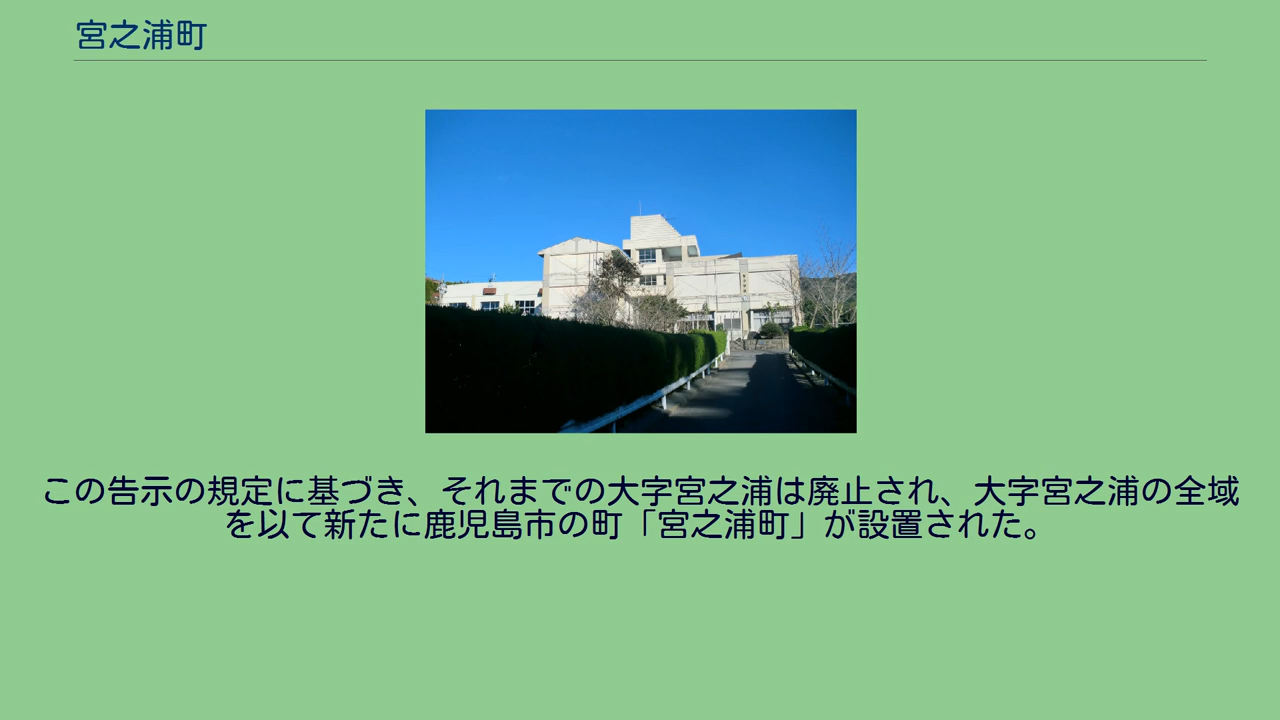 宮之浦町
この告示の規定に基づき、それまでの大字宮之浦は廃止され、大字宮之浦の全域
を以て新たに鹿児島市の町「宮之浦町」が設置された。